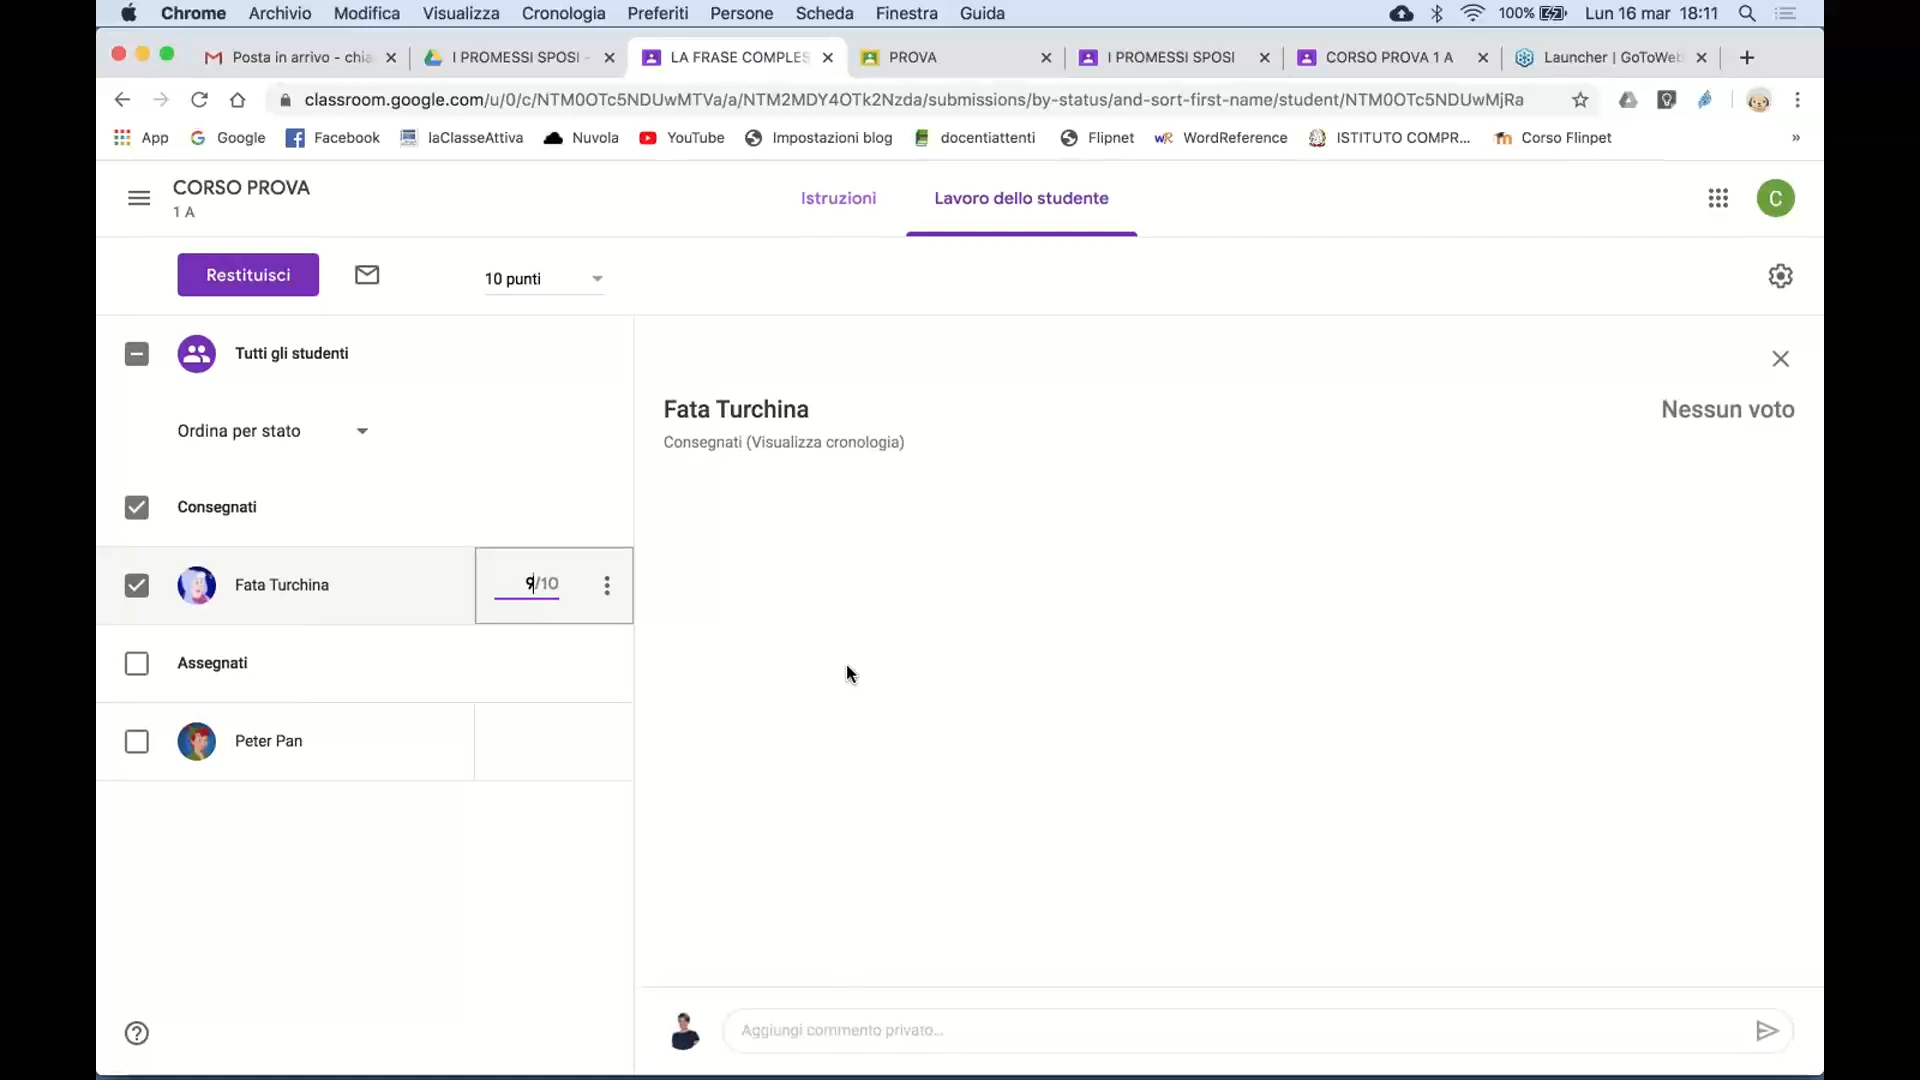 Chrome Archivio Modifica Visualizza Cronologia Preferiti Persone Scheda Finestra Guida 100% Lun 16 mar 18:11
Posta in arrivo - chia I PROMESSI SPOSI - LA FRASE COMPLES PROVA I PROMESSI SPOSI CORSO PROVA 1 A Launcher | GoToWeb
classroom.google.com/u/0/c/NTM0OTc5NDUwMTVa/a/NTM2MDY4OTk2Nzda/submissions/by-status/and-sort-first-name/student/NTM0OTc5NDUwMjRa
App Google Facebook laClasseAttiva Nuvola YouTube Impostazioni blog docentiattenti Flipnet WordReference ISTITUTO COMPR... Corso Flinpet »
CORSO PROVA
1 A
Istruzioni Lavoro dello studente
C
Restituisci 10 punti
Tutti gli studenti
Ordina per stato
Fata Turchina Nessun voto
Consegnati (Visualizza cronologia)
Consegnati
Fata Turchina 9/10
Assegnati
Peter Pan
Aggiungi commento privato...